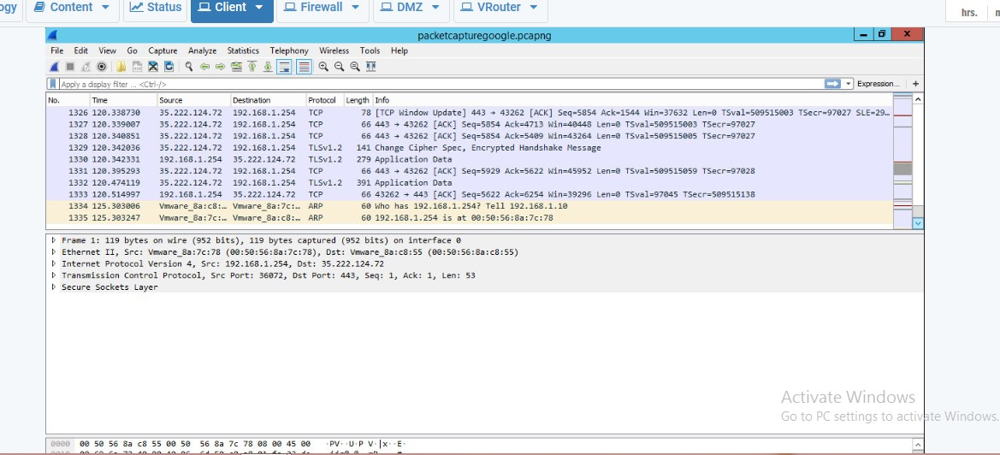 ogy Content Status Client Firewall DMZ VRouter hrs.
packetcapturegoogle.pcapng
File Edit View Go Capture Analyze Statistics Telephony Wireless Tools Help
Apply a display filter ... <Ctrl-/> Expression... +
No. Time Source Destination Protocol Length Info
1326 120.338730 35.222.124.72 192.168.1.254 TCP 78 [TCP Window Update] 443 → 43262 [ACK] Seq=5854 Ack=1544 Win=37632 Len=0 TSval=509515003 TSecr=97027 SLE=29…
1327 120.339007 35.222.124.72 192.168.1.254 TCP 66 443 → 43262 [ACK] Seq=5854 Ack=4713 Win=40448 Len=0 TSval=509515003 TSecr=97027
1328 120.340851 35.222.124.72 192.168.1.254 TCP 66 443 → 43262 [ACK] Seq=5854 Ack=5409 Win=43264 Len=0 TSval=509515005 TSecr=97027
1329 120.342036 35.222.124.72 192.168.1.254 TLSv1.2 141 Change Cipher Spec, Encrypted Handshake Message
1330 120.342331 192.168.1.254 35.222.124.72 TLSv1.2 279 Application Data
1331 120.395293 35.222.124.72 192.168.1.254 TCP 66 443 → 43262 [ACK] Seq=5929 Ack=5622 Win=45952 Len=0 TSval=509515059 TSecr=97028
1332 120.474119 35.222.124.72 192.168.1.254 TLSv1.2 391 Application Data
1333 120.514997 192.168.1.254 35.222.124.72 TCP 66 43262 → 443 [ACK] Seq=5622 Ack=6254 Win=39296 Len=0 TSval=97045 TSecr=509515138
1334 125.303006 Vmware_8a:c8:… Vmware_8a:7c:… ARP 60 Who has 192.168.1.254? Tell 192.168.1.10
1335 125.303247 Vmware_8a:7c:… Vmware_8a:c8:… ARP 60 192.168.1.254 is at 00:50:56:8a:7c:78
Frame 1: 119 bytes on wire (952 bits), 119 bytes captured (952 bits) on interface 0
Ethernet II, Src: Vmware_8a:7c:78 (00:50:56:8a:7c:78), Dst: Vmware_8a:c8:55 (00:50:56:8a:c8:55)
Internet Protocol Version 4, Src: 192.168.1.254, Dst: 35.222.124.72
Transmission Control Protocol, Src Port: 36072, Dst Port: 443, Seq: 1, Ack: 1, Len: 53
Secure Sockets Layer
Activate Windows
Go to PC settings to activate Windows.
0000 00 50 56 8a c8 55 00 50 56 8a 7c 78 08 00 45 00 ·PV··U·P V·|x··E·